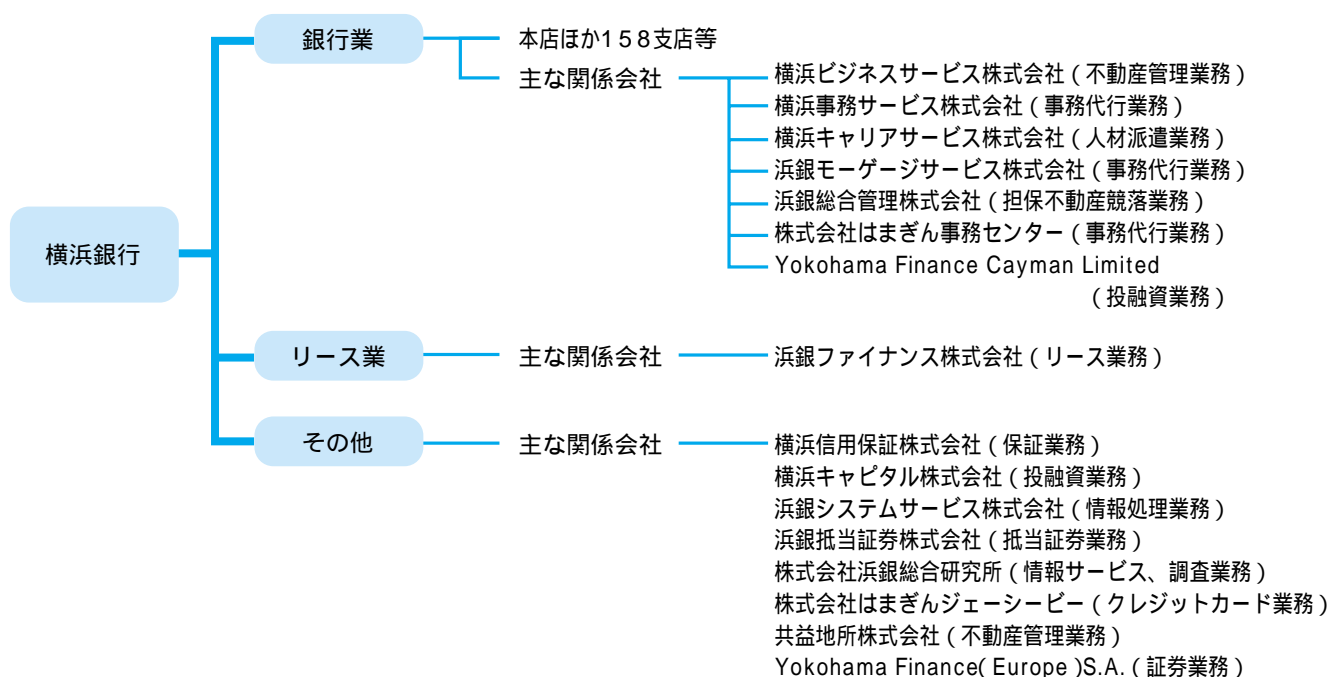 銀行業
本店ほか158支店等
主な関係会社
横浜ビジネスサービス株式会社(不動産管理業務)
横浜事務サービス株式会社(事務代行業務)
横浜キャリアサービス株式会社(人材派遣業務)
浜銀モーゲージサービス株式会社(事務代行業務)
浜銀総合管理株式会社(担保不動産競落業務)
株式会社はまぎん事務センター(事務代行業務)
Yokohama Finance Cayman Limited
(投融資業務)
横浜銀行
リース業
主な関係会社
浜銀ファイナンス株式会社(リース業務)
その他
主な関係会社
横浜信用保証株式会社(保証業務)
横浜キャピタル株式会社(投融資業務)
浜銀システムサービス株式会社(情報処理業務)
浜銀抵当証券株式会社(抵当証券業務)
株式会社浜銀総合研究所(情報サービス、調査業務)
株式会社はまぎんジェーシービー(クレジットカード業務)
共益地所株式会社(不動産管理業務)
Yokohama Finance(Europe)S.A.(証券業務)